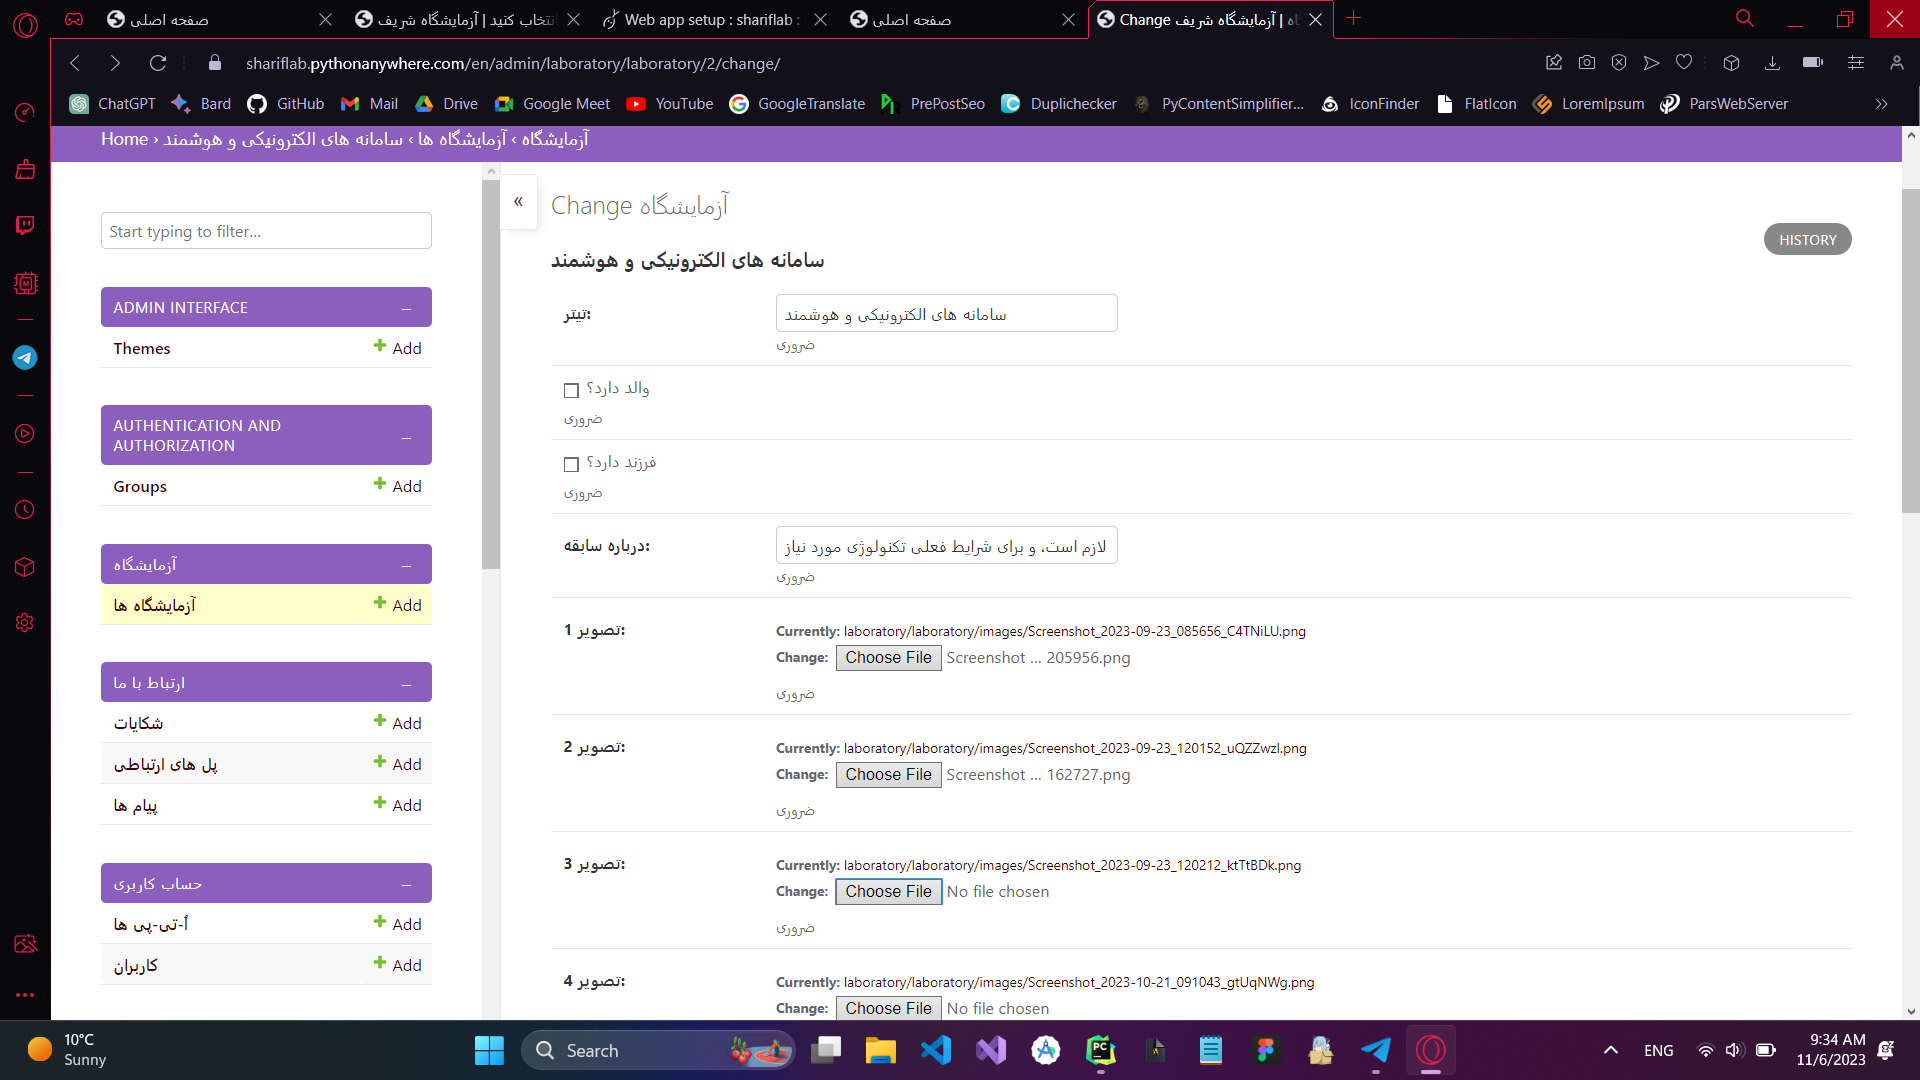 صفحه اصلی
انتخاب کنید | آزمایشگاه شریف
Web app setup : shariflab :
صفحه اصلی
Change آزمایشگاه | آزمایشگاه شریف
shariflab.pythonanywhere.com/en/admin/laboratory/laboratory/2/change/
ChatGPT Bard GitHub Mail Drive Google Meet YouTube GoogleTranslate PrePostSeo Duplichecker PyContentSimplifier... IconFinder FlatIcon LoremIpsum ParsWebServer »
Home › سامانه های الکترونیکی و هوشمند › آزمایشگاه ها › آزمایشگاه
Start typing to filter...
ADMIN INTERFACE –
Themes Add
AUTHENTICATION AND
AUTHORIZATION –
Groups Add
آزمایشگاه –
آزمایشگاه ها Add
ارتباط با ما –
شکایات Add
پل های ارتباطی Add
پیام ها Add
حساب کاربری –
اُ-تی-پی ها Add
کاربران Add
«
Change آزمایشگاه
HISTORY
سامانه های الکترونیکی و هوشمند
تیتر:
سامانه های الکترونیکی و هوشمند
ضروری
والد دارد؟
ضروری
فرزند دارد؟
ضروری
درباره سابقه:
لازم است، و برای شرایط فعلی تکنولوژی مورد نیاز
ضروری
تصویر 1:
Currently: laboratory/laboratory/images/Screenshot_2023-09-23_085656_C4TNiLU.png
Change: Choose File Screenshot ... 205956.png
ضروری
تصویر 2:
Currently: laboratory/laboratory/images/Screenshot_2023-09-23_120152_uQZZwzl.png
Change: Choose File Screenshot ... 162727.png
ضروری
تصویر 3:
Currently: laboratory/laboratory/images/Screenshot_2023-09-23_120212_ktTtBDk.png
Change: Choose File No file chosen
ضروری
تصویر 4:
Currently: laboratory/laboratory/images/Screenshot_2023-10-21_091043_gtUqNWg.png
Change: Choose File No file chosen
10°C
Sunny
Search
PC
ENG
9:34 AM
11/6/2023